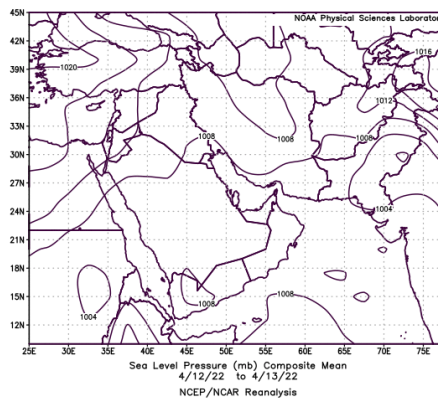 NOAA Physical Sciences Laborator
45N
42N
39N
36N
33N
30N
27N
24N
21N
18N
15N
12N
1020
1016
1012
1008
1008
1008
1004
1008
1004
1008
25E 30E 35E 40E 45E 50E 55E 60E 65E 70E 75E
Sea Level Pressure (mb) Composite Mean
4/12/22 to 4/13/22
NCEP/NCAR Reanalysis